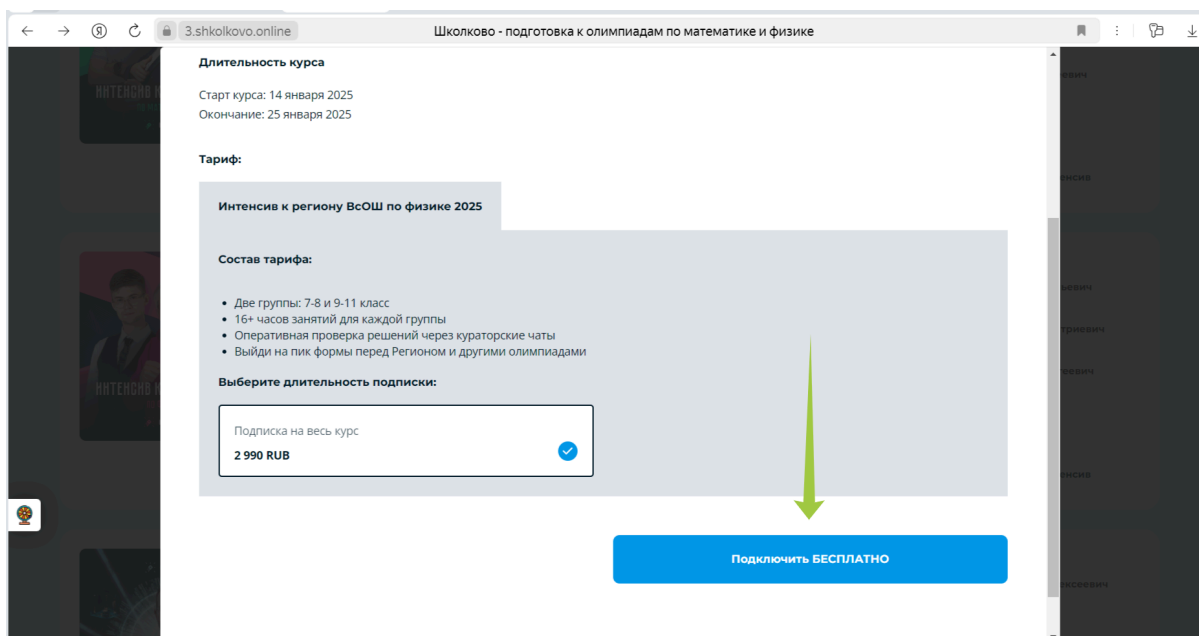 3.shkolkovo.online
Школково - подготовка к олимпиадам по математике и физике
Длительность курса
Старт курса: 14 января 2025
Окончание: 25 января 2025
Тариф:
Интенсив к региону ВсОШ по физике 2025
Состав тарифа:
• Две группы: 7-8 и 9-11 класс
• 16+ часов занятий для каждой группы
• Оперативная проверка решений через кураторские чаты
• Выйди на пик формы перед Регионом и другими олимпиадами
Выберите длительность подписки:
Подписка на весь курс
2 990 RUB
Подключить БЕСПЛАТНО